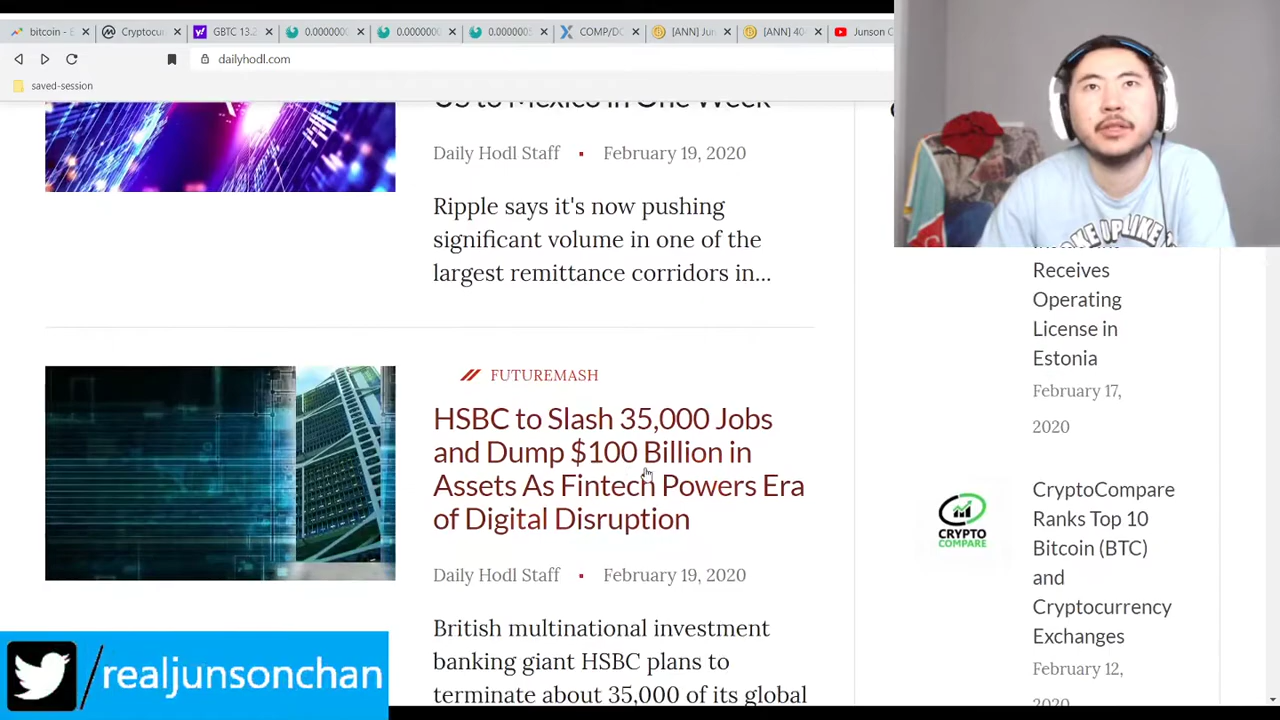 bitcoin - E
Cryptocur
GBTC 13.2
0.0000000
0.0000000
0.0000005
COMP/DC
[ANN] Jun
[ANN] 40
Junson C
dailyhodl.com
saved-session
US to Mexico in One Week
Daily Hodl Staff ▪ February 19, 2020
Ripple says it's now pushing
significant volume in one of the
largest remittance corridors in...
FUTUREMASH
HSBC to Slash 35,000 Jobs
and Dump $100 Billion in
Assets As Fintech Powers Era
of Digital Disruption
Daily Hodl Staff ▪ February 19, 2020
British multinational investment
banking giant HSBC plans to
terminate about 35,000 of its global
Receives
Operating
License in
Estonia
February 17,
2020
CRYPTO
COMPARE
CryptoCompare
Ranks Top 10
Bitcoin (BTC)
and
Cryptocurrency
Exchanges
February 12,
2020
/realjunsonchan